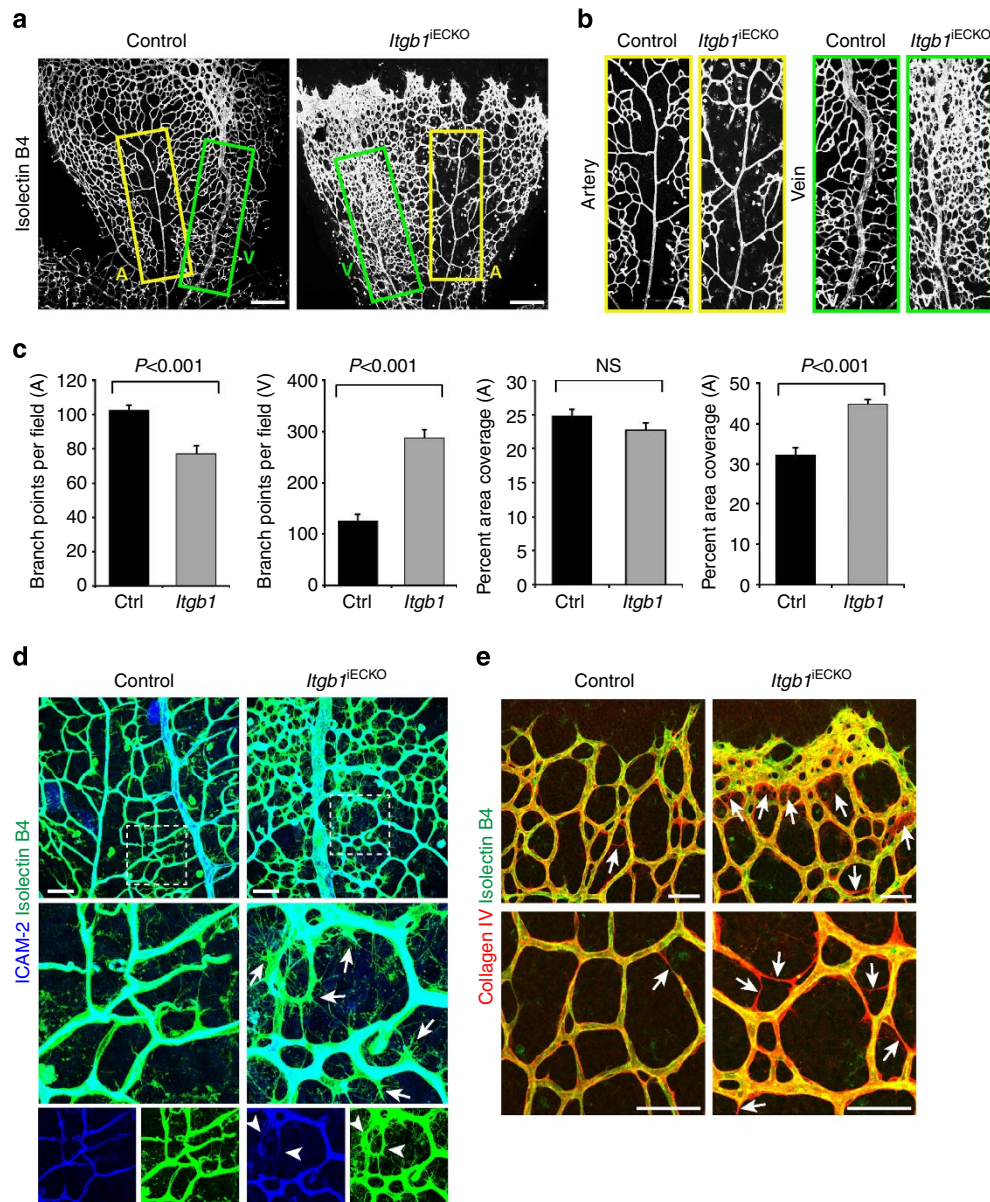 a
Control
Itgb1iECKO
Isolectin B4
A
V
V
A
b
Control
Itgb1iECKO
Control
Itgb1iECKO
Artery
Vein
V
V
c
P<0.001
Branch points per field (A)
120
100
80
60
40
20
0
Ctrl
Itgb1
P<0.001
Branch points per field (V)
400
300
200
100
0
Ctrl
Itgb1
NS
Percent area coverage (A)
30
25
20
15
10
5
0
Ctrl
Itgb1
P<0.001
Percent area coverage (A)
50
40
30
20
10
0
Ctrl
Itgb1
d
Control
Itgb1iECKO
ICAM-2 Isolectin B4
e
Control
Itgb1iECKO
Collagen IV Isolectin B4